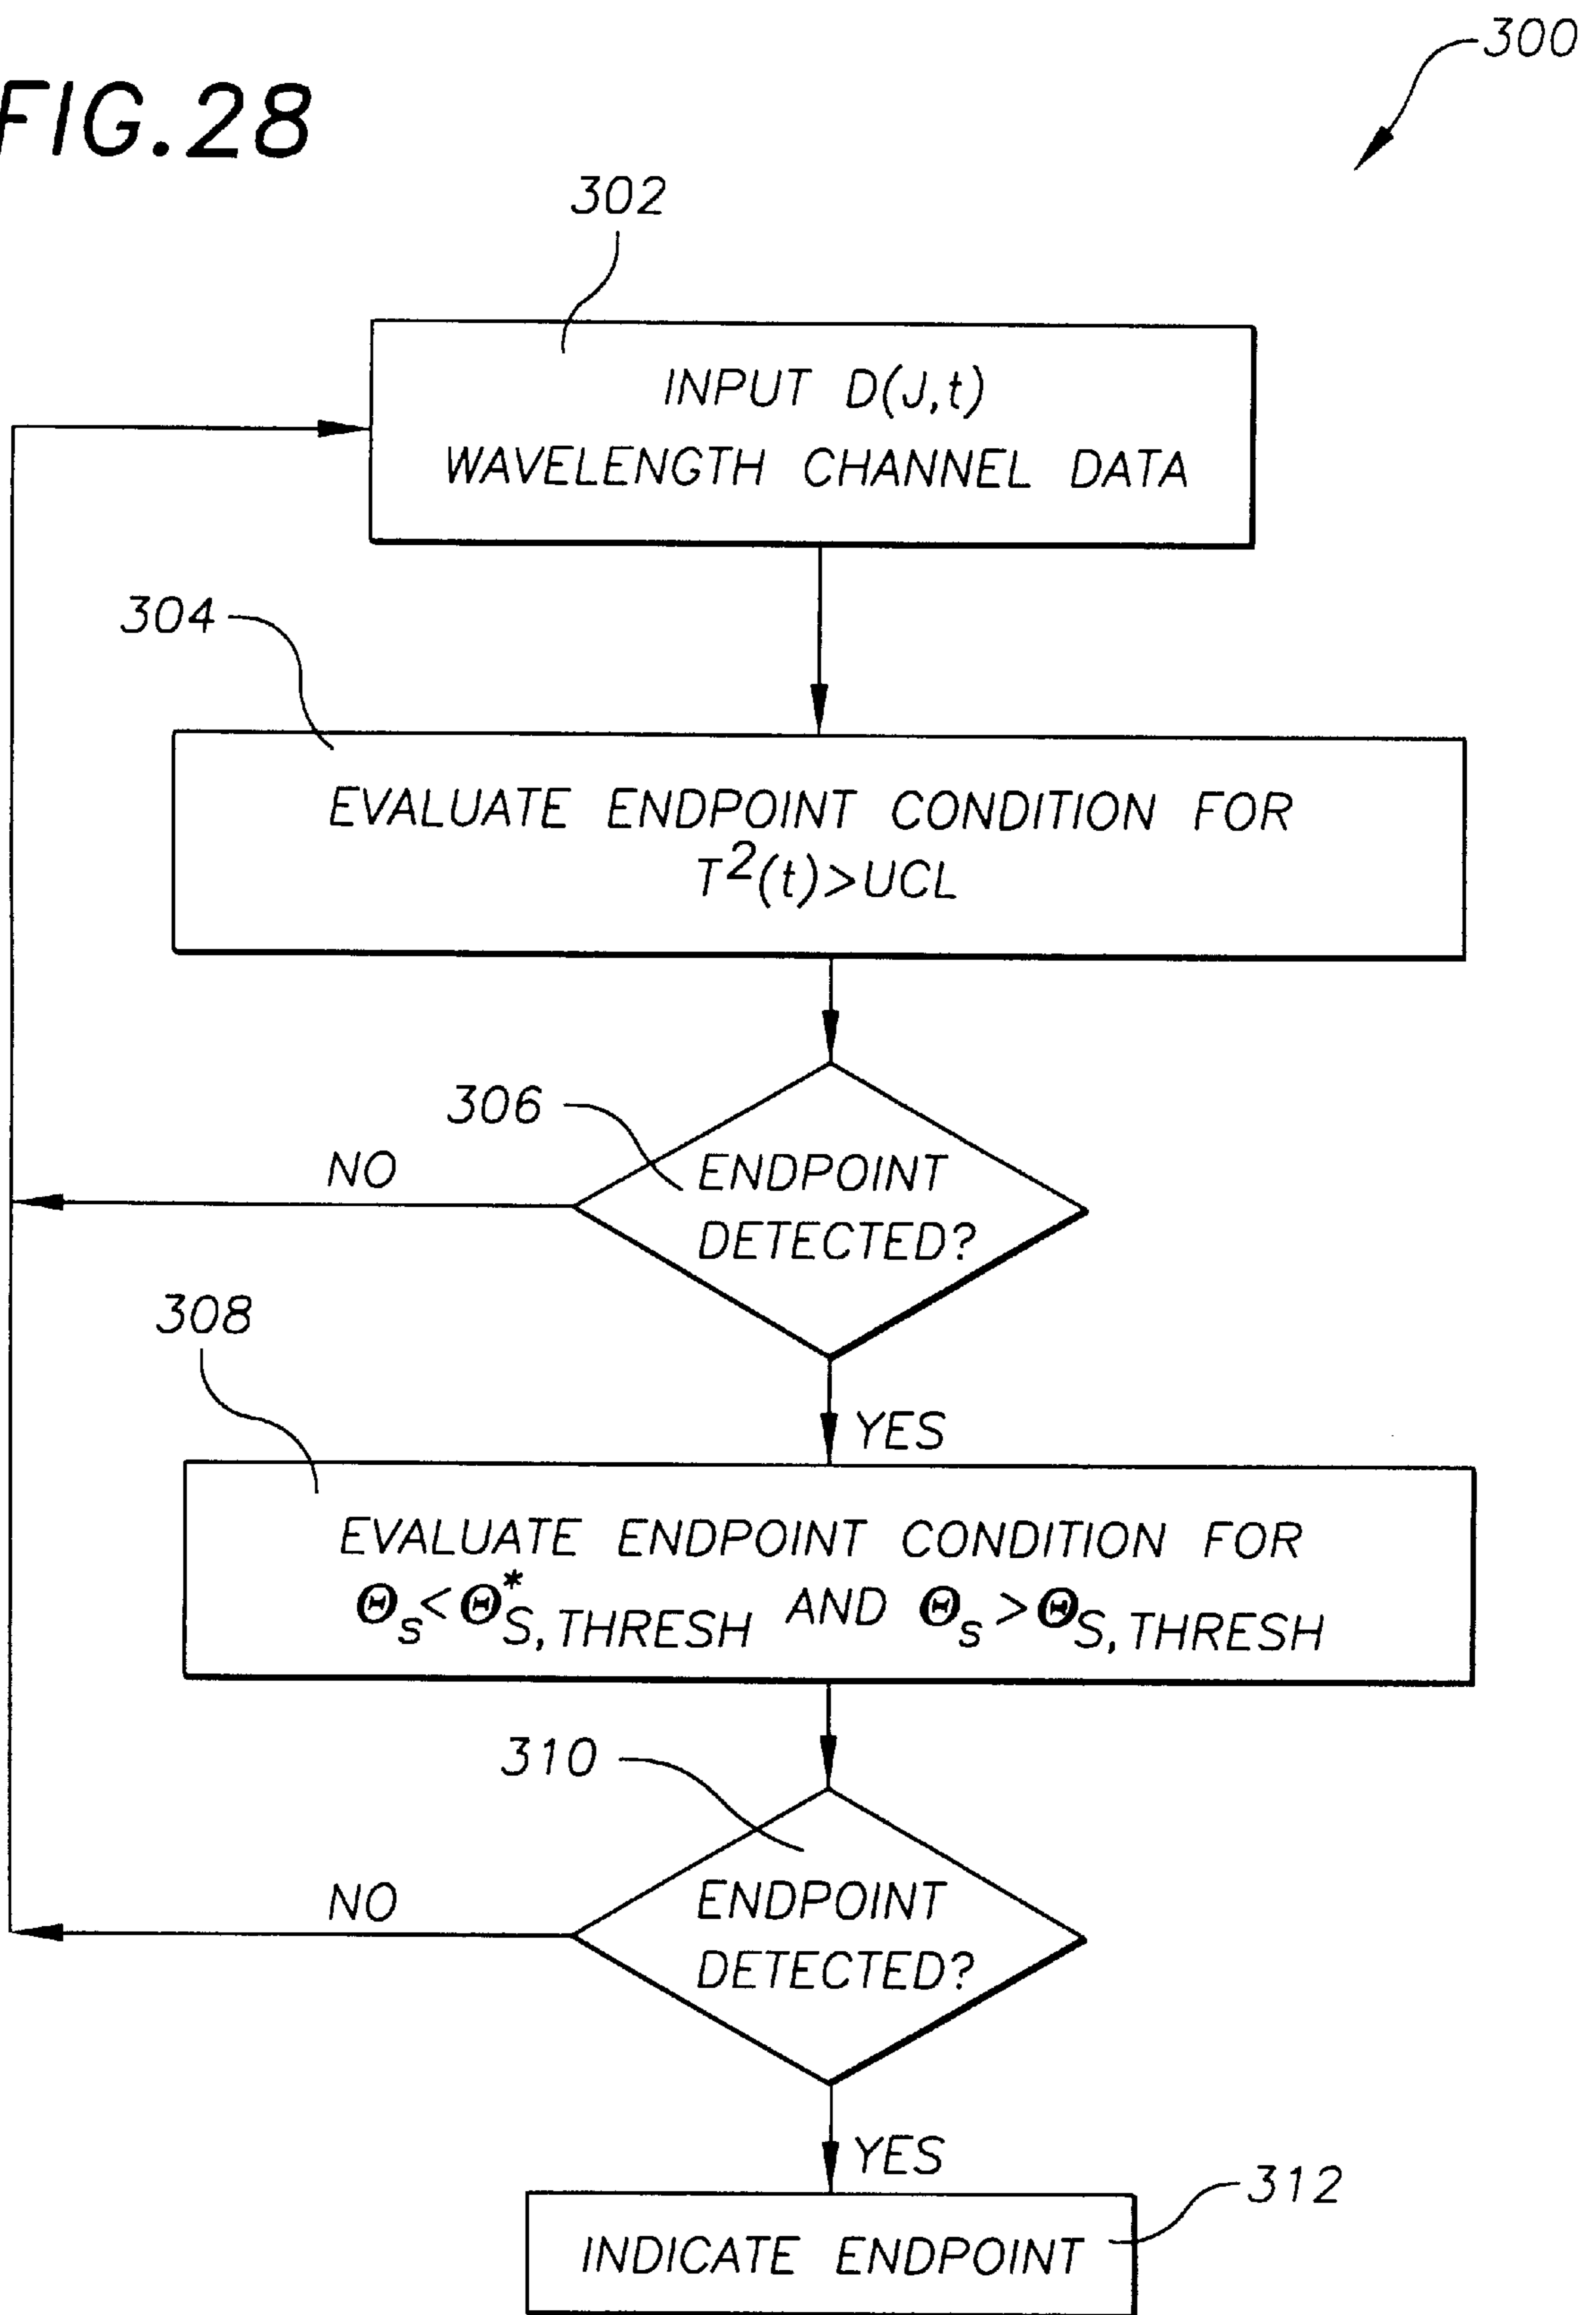 300
FIG.28
302
INPUT D(J,t)
WAVELENGTH CHANNEL DATA
304
EVALUATE ENDPOINT CONDITION FOR
T²(t)>UCL
306
ENDPOINT
DETECTED?
NO
308
YES
EVALUATE ENDPOINT CONDITION FOR
Θs<Θ*S, THRESH AND Θs>ΘS, THRESH
310
ENDPOINT
DETECTED?
NO
YES
312
INDICATE ENDPOINT